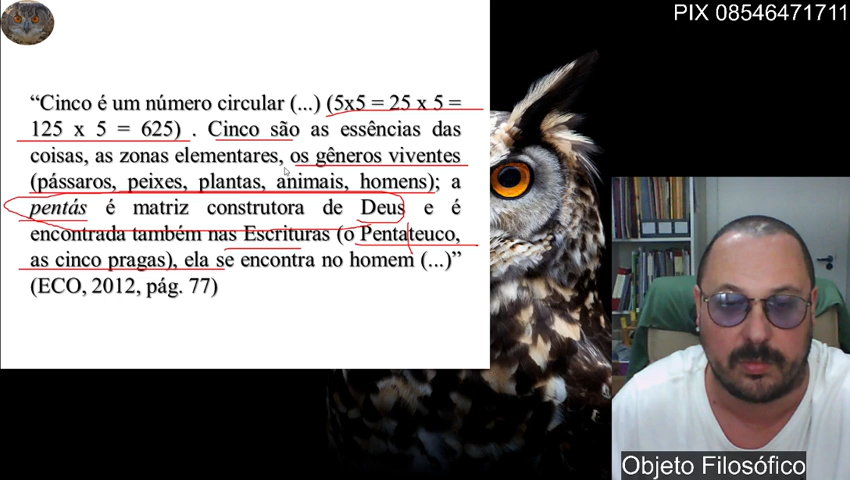 PIX 08546471711
“Cinco é um número circular (...) (5x5 = 25 x 5 =
125 x 5 = 625) . Cinco são as essências das
coisas, as zonas elementares, os gêneros viventes
(pássaros, peixes, plantas, animais, homens); a
pentás é matriz construtora de Deus e é
encontrada também nas Escrituras (o Pentateuco,
as cinco pragas), ela se encontra no homem (...)”
(ECO, 2012, pág. 77)
Objeto Filosófico